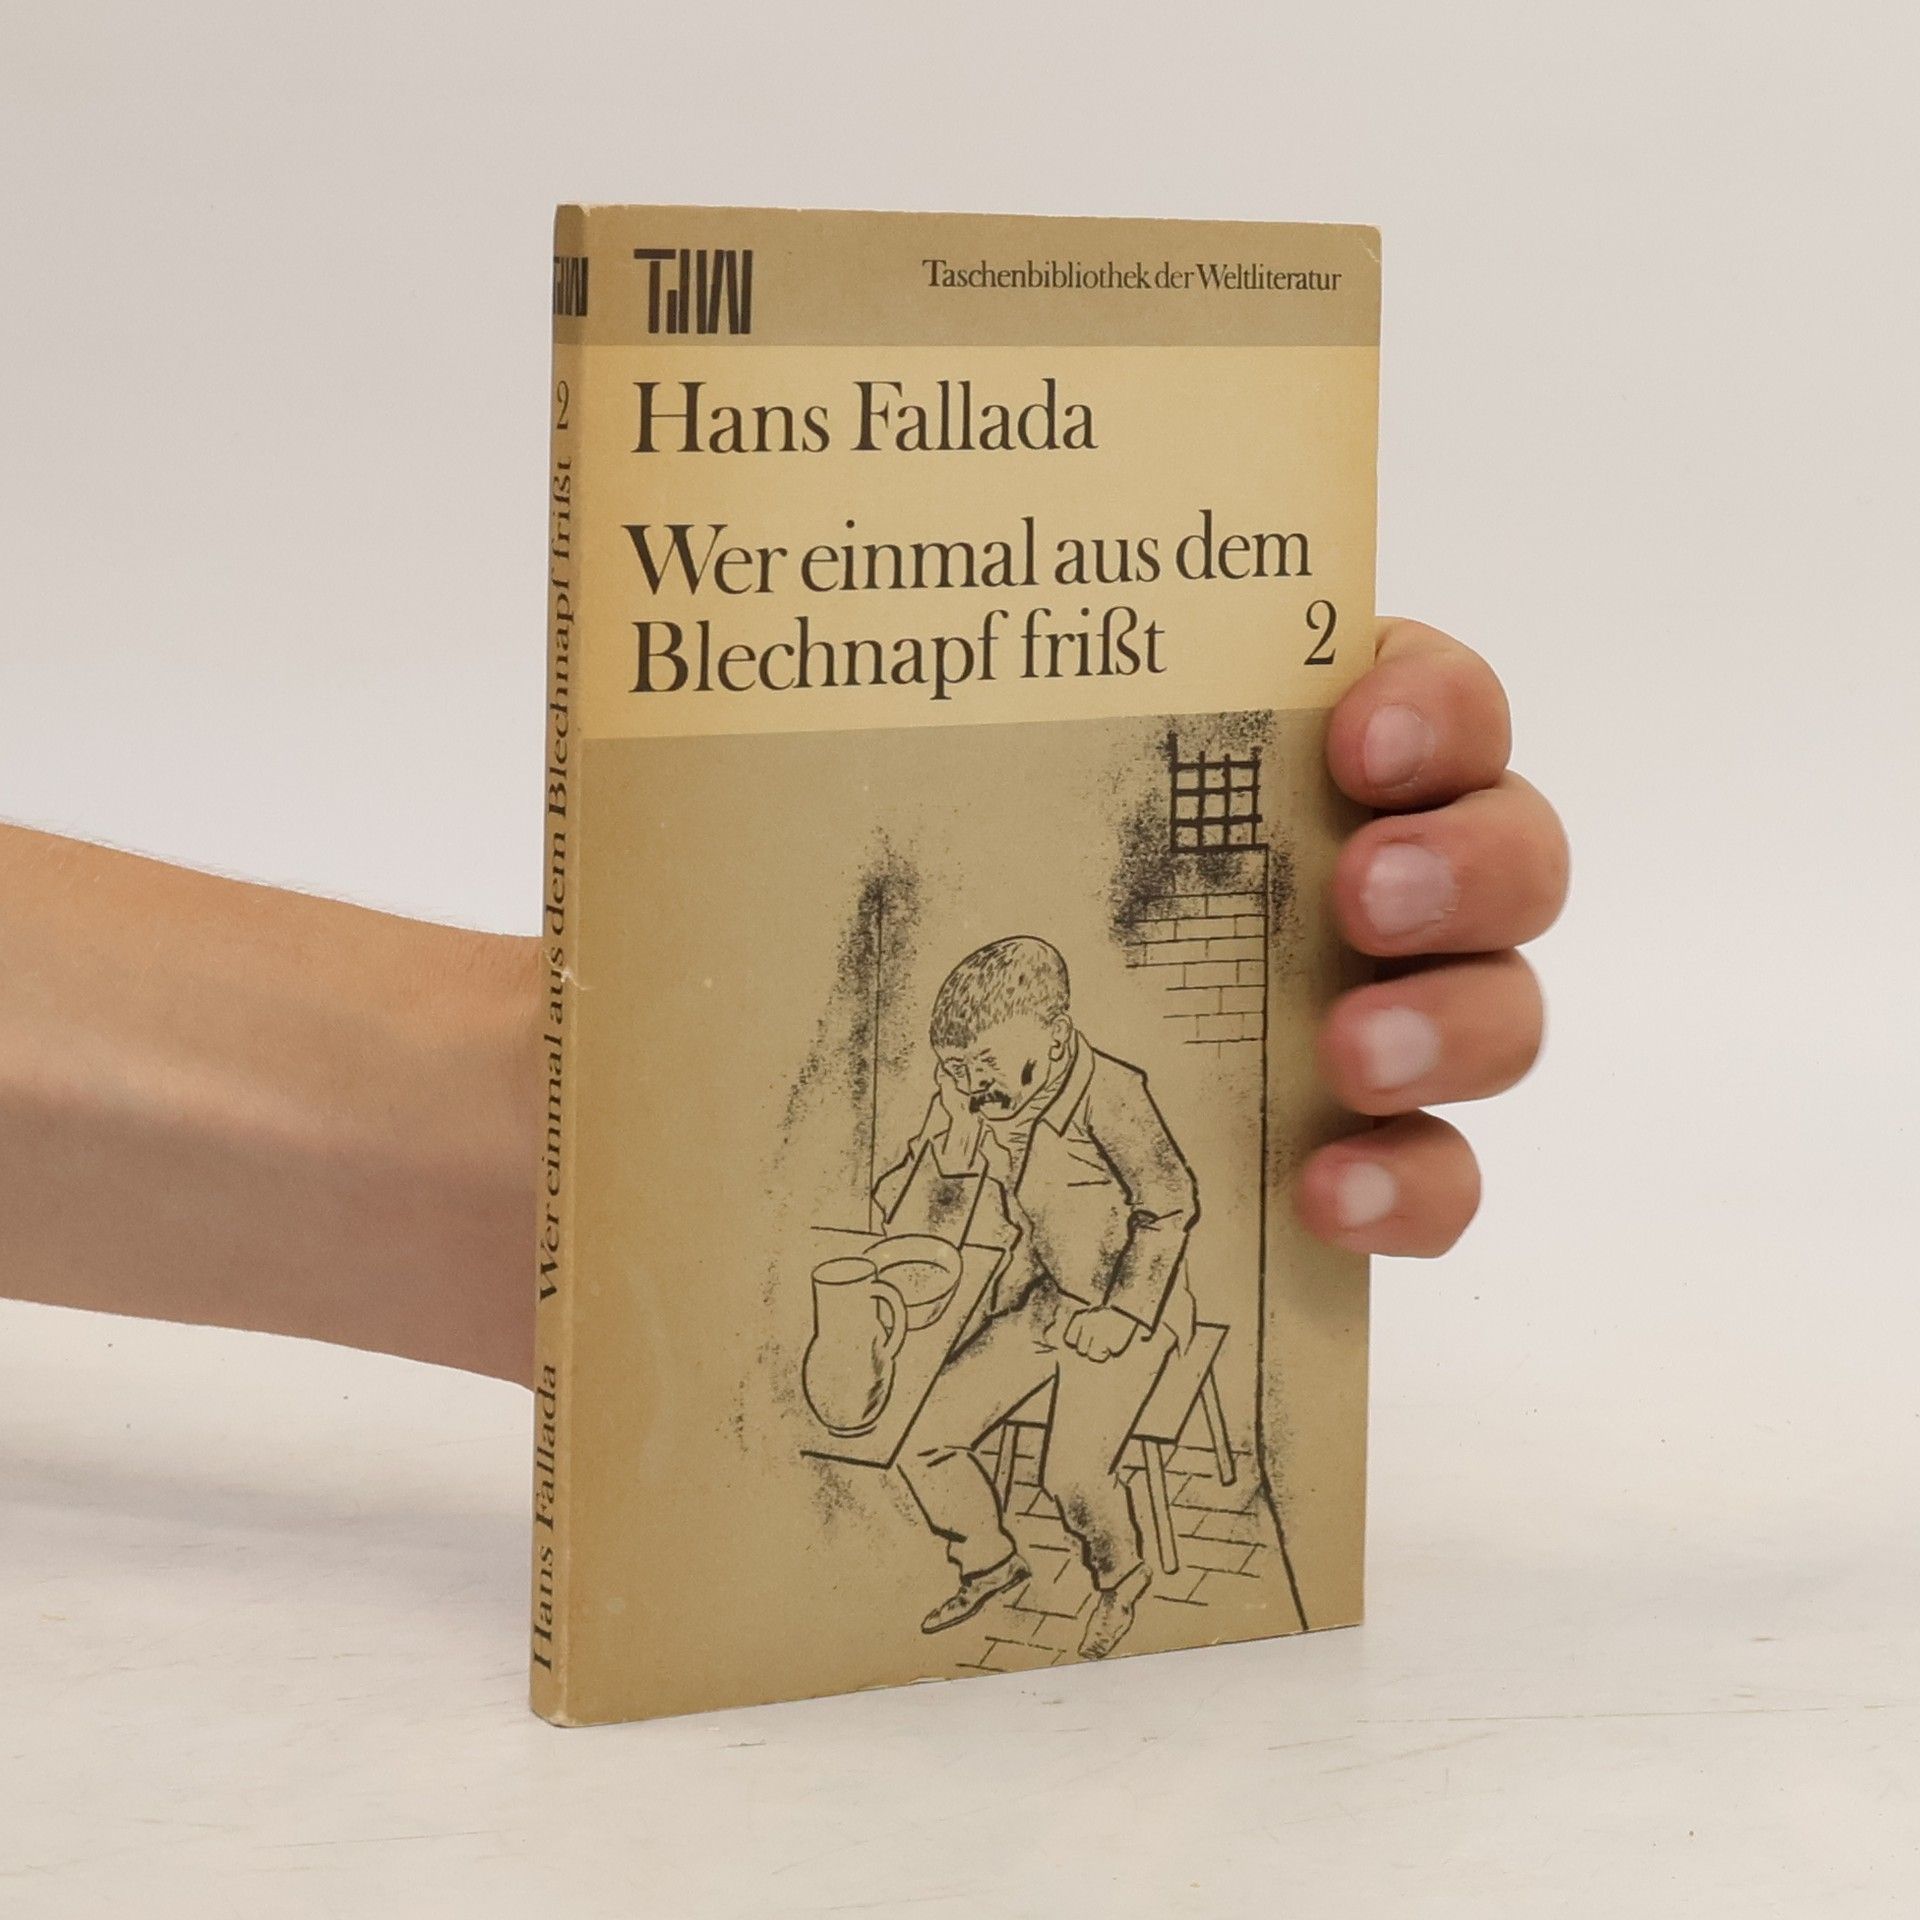 TdW
Taschenbibliothek der Weltliteratur
Hans Fallada
Wer einmal aus dem
Blechnapf frißt 2
TdW
Hans Fallada Wer einmal aus dem Blechnapf frißt 2